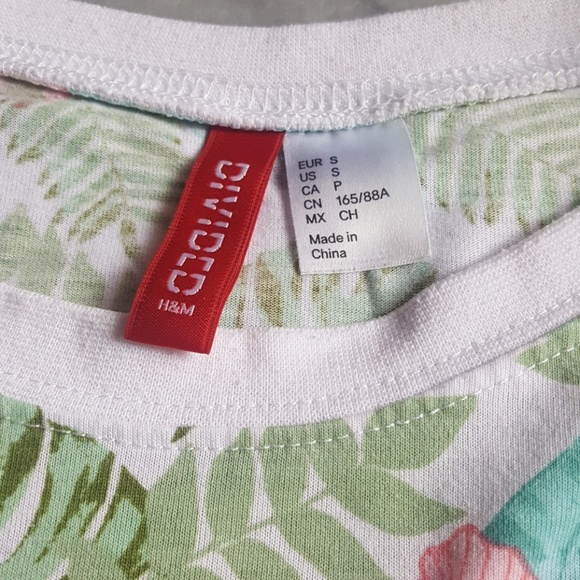 DIVIDED
H&M
EUR S
US S
CA P
CN 165/88A
MX CH
Made in
China